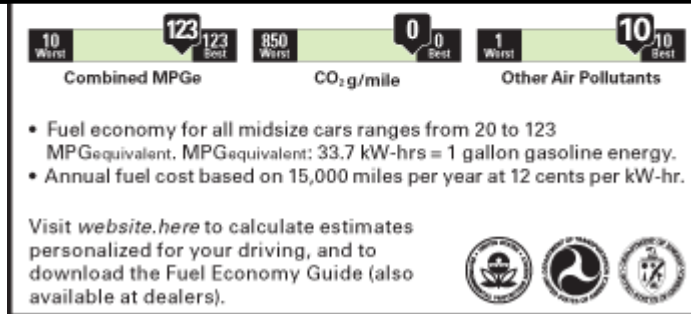 123
10 Worst 123 Best
Combined MPGe
0
850 Worst 0 Best
CO₂ g/mile
10
1 Worst 10 Best
Other Air Pollutants
• Fuel economy for all midsize cars ranges from 20 to 123
MPGequivalent. MPGequivalent: 33.7 kW-hrs = 1 gallon gasoline energy.
• Annual fuel cost based on 15,000 miles per year at 12 cents per kW-hr.
Visit website.here to calculate estimates
personalized for your driving, and to
download the Fuel Economy Guide (also
available at dealers).